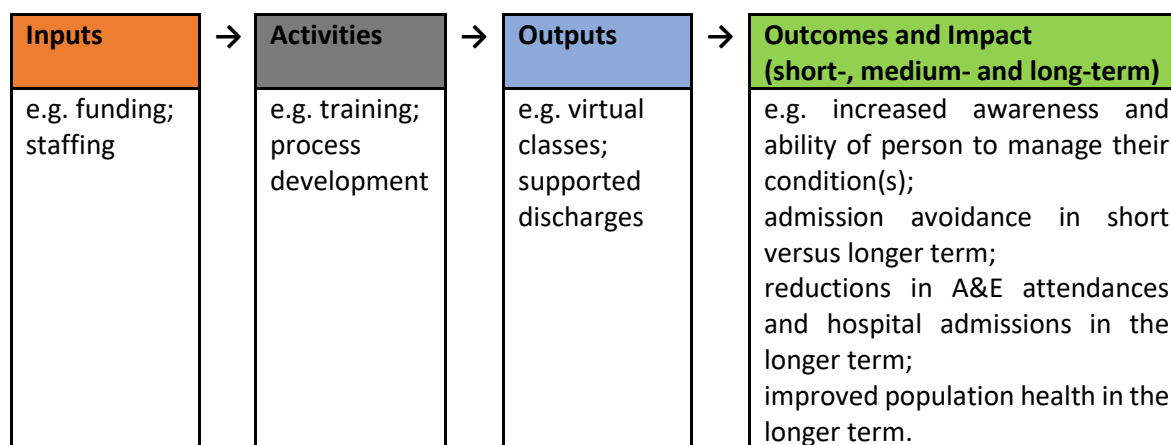 Inputs
→
Activities
→
Outputs
→
Outcomes and Impact
(short-, medium- and long-term)
e.g. funding;
staffing
e.g. training;
process
development
e.g. virtual
classes;
supported
discharges
e.g. increased awareness and
ability of person to manage their
condition(s);
admission avoidance in short
versus longer term;
reductions in A&E attendances
and hospital admissions in the
longer term;
improved population health in the
longer term.